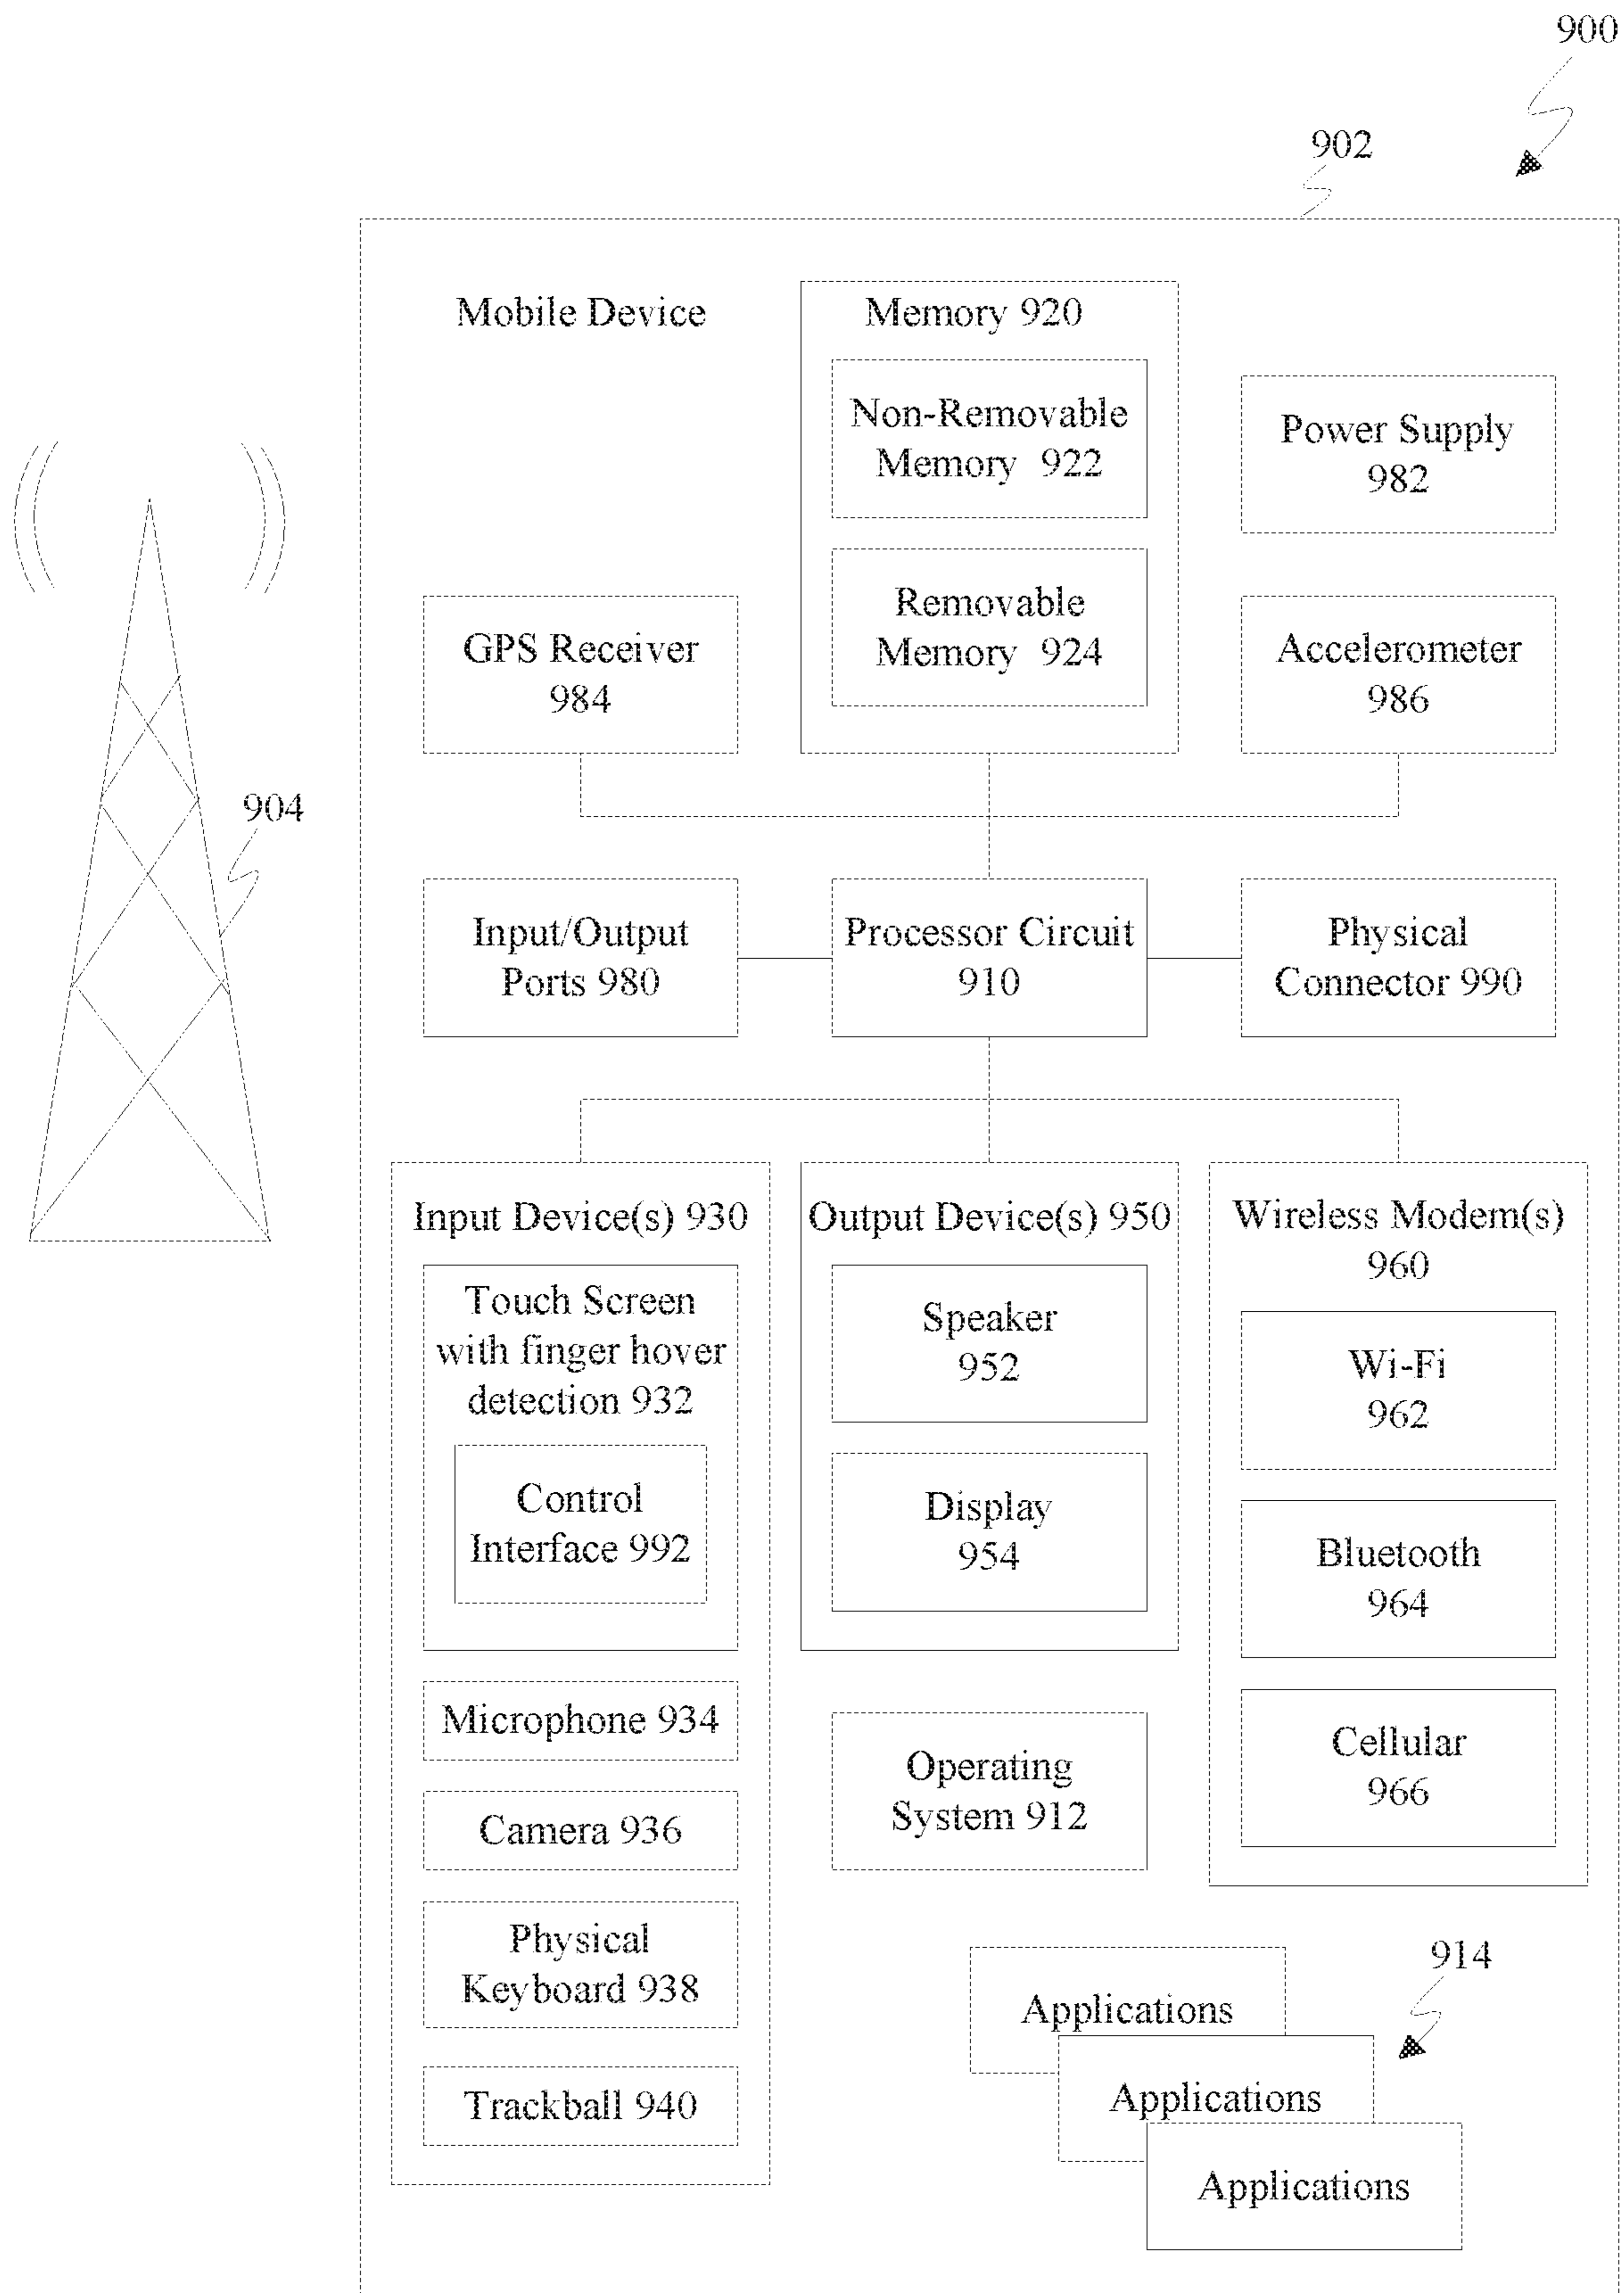 900
902
Mobile Device
Memory 920
Non-Removable
Memory 922
Power Supply
982
Removable
Memory 924
GPS Receiver
984
Accelerometer
986
904
Input/Output
Ports 980
Processor Circuit
910
Physical
Connector 990
Input Device(s) 930
Touch Screen
with finger hover
detection 932
Control
Interface 992
Microphone 934
Camera 936
Physical
Keyboard 938
Trackball 940
Output Device(s) 950
Speaker
952
Display
954
Wireless Modem(s)
960
Wi-Fi
962
Bluetooth
964
Cellular
966
Operating
System 912
914
Applications
Applications
Applications